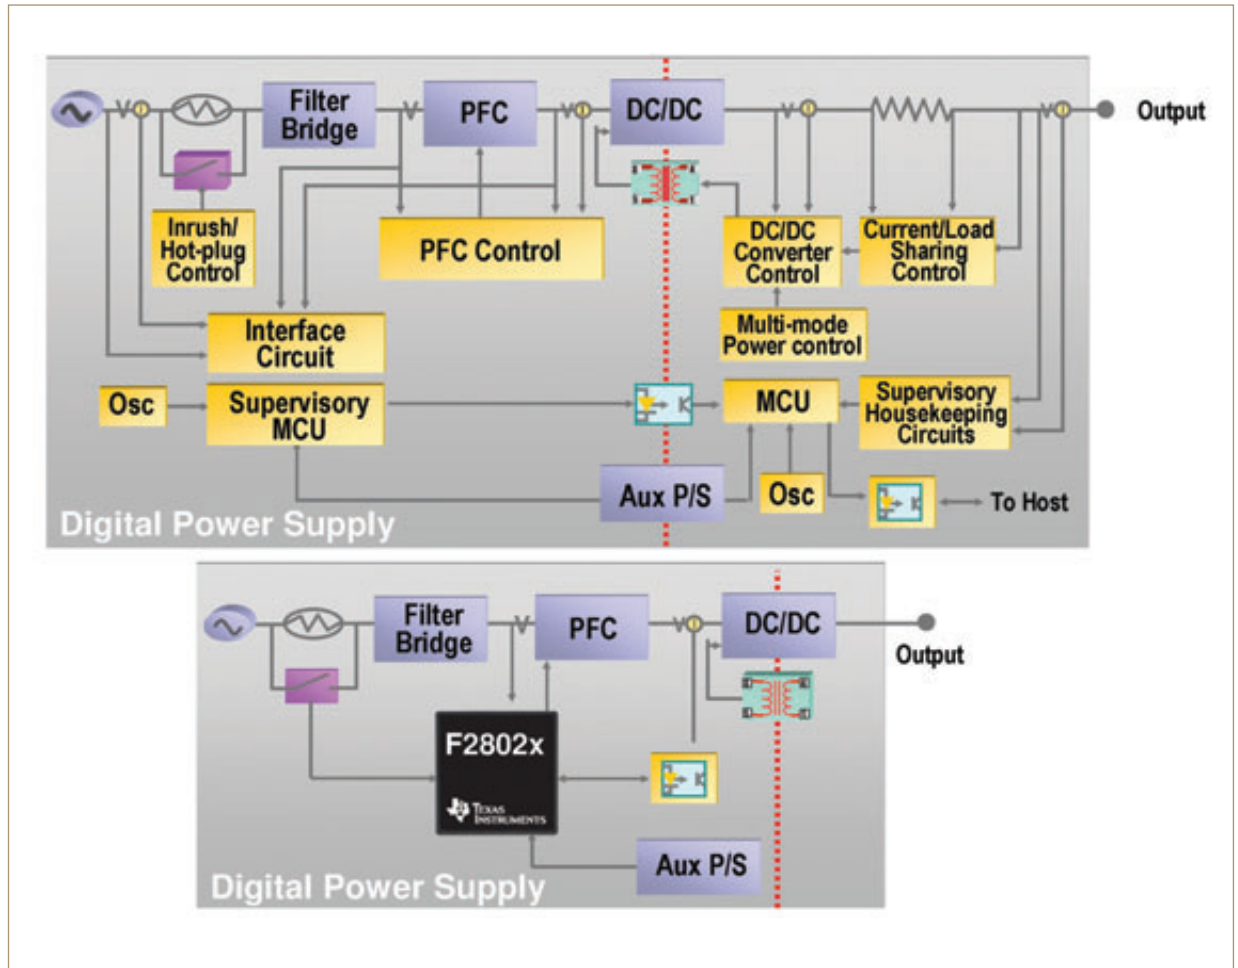 Filter
Bridge
PFC
DC/DC
Output
Inrush/
Hot-plug
Control
PFC Control
DC/DC
Converter
Control
Current/Load
Sharing
Control
Interface
Circuit
Multi-mode
Power control
Osc
Supervisory
MCU
MCU
Supervisory
Housekeeping
Circuits
Aux P/S
Osc
To Host
Digital Power Supply
Filter
Bridge
PFC
DC/DC
Output
F2802x
TEXAS
INSTRUMENTS
Aux P/S
Digital Power Supply